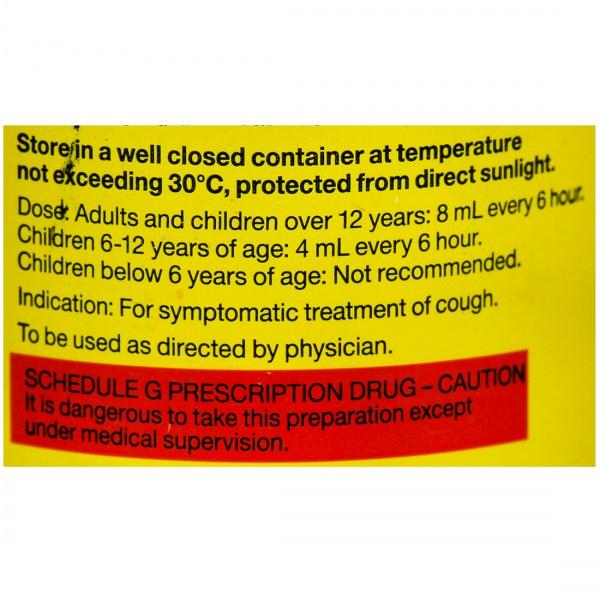 Store in a well closed container at temperature
not exceeding 30°C, protected from direct sunlight.
Dose: Adults and children over 12 years: 8 mL every 6 hour.
Children 6-12 years of age: 4 mL every 6 hour.
Children below 6 years of age: Not recommended.
Indication: For symptomatic treatment of cough.
To be used as directed by physician.
SCHEDULE G PRESCRIPTION DRUG – CAUTION
It is dangerous to take this preparation except
under medical supervision.